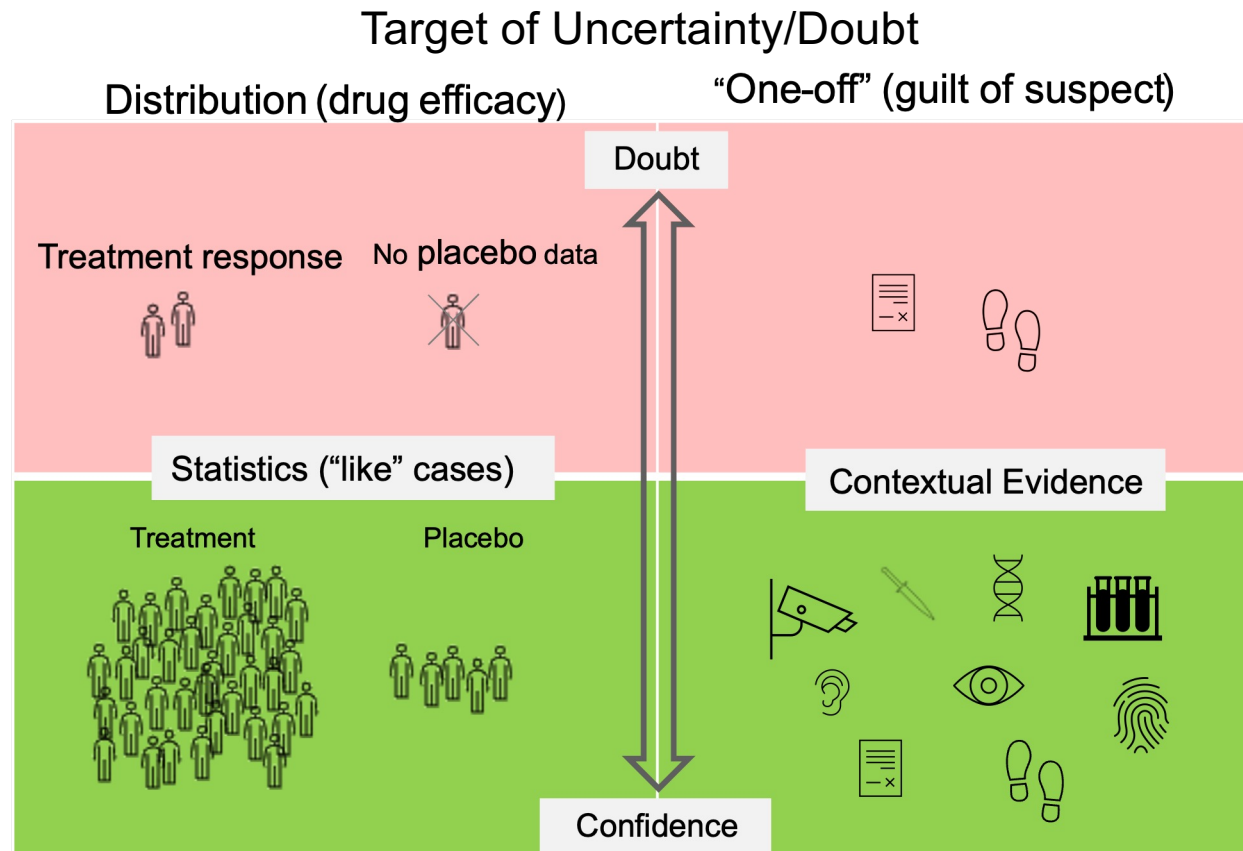 Target of Uncertainty/Doubt
Distribution (drug efficacy)
“One-off” (guilt of suspect)
Doubt
Treatment response
No placebo data
Statistics (“like” cases)
Contextual Evidence
Treatment
Placebo
Confidence